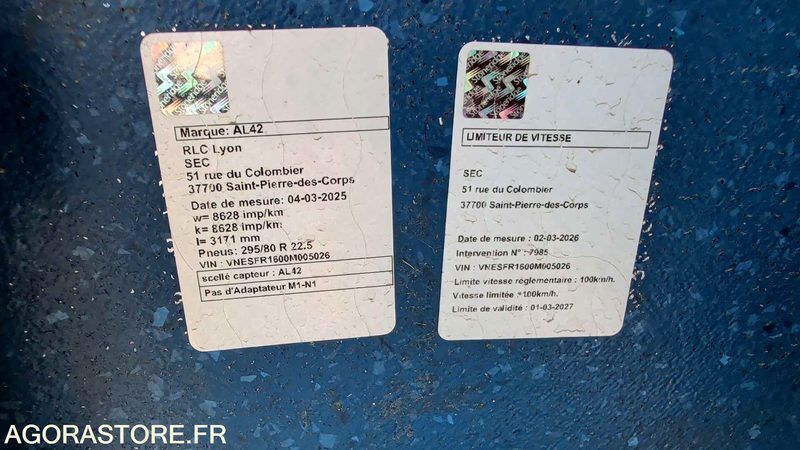 Marque: AL42
RLC Lyon
SEC
51 rue du Colombier
37700 Saint-Pierre-des-Corps
Date de mesure: 04-03-2025
w= 8628 imp/km
k= 8628 imp/km
l= 3171 mm
Pneus: 295/80 R 22.5
VIN : VNESFR1600M005026
scellé capteur : AL42
Pas d'Adaptateur M1-N1
LIMITEUR DE VITESSE
SEC
51 rue du Colombier
37700 Saint-Pierre-des-Corps
Date de mesure : 02-03-2026
Intervention N° : 7985
VIN : VNESFR1600M005026
Limite vitesse réglementaire : 100km/h.
Vitesse limitée : 100km/h.
Limite de validité : 01-03-2027
AGORASTORE.FR